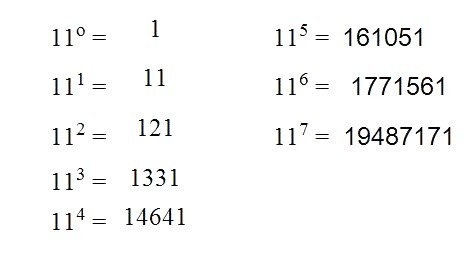 11⁰ = 1
11¹ = 11
11² = 121
11³ = 1331
11⁴ = 14641
11⁵ = 161051
11⁶ = 1771561
11⁷ = 19487171